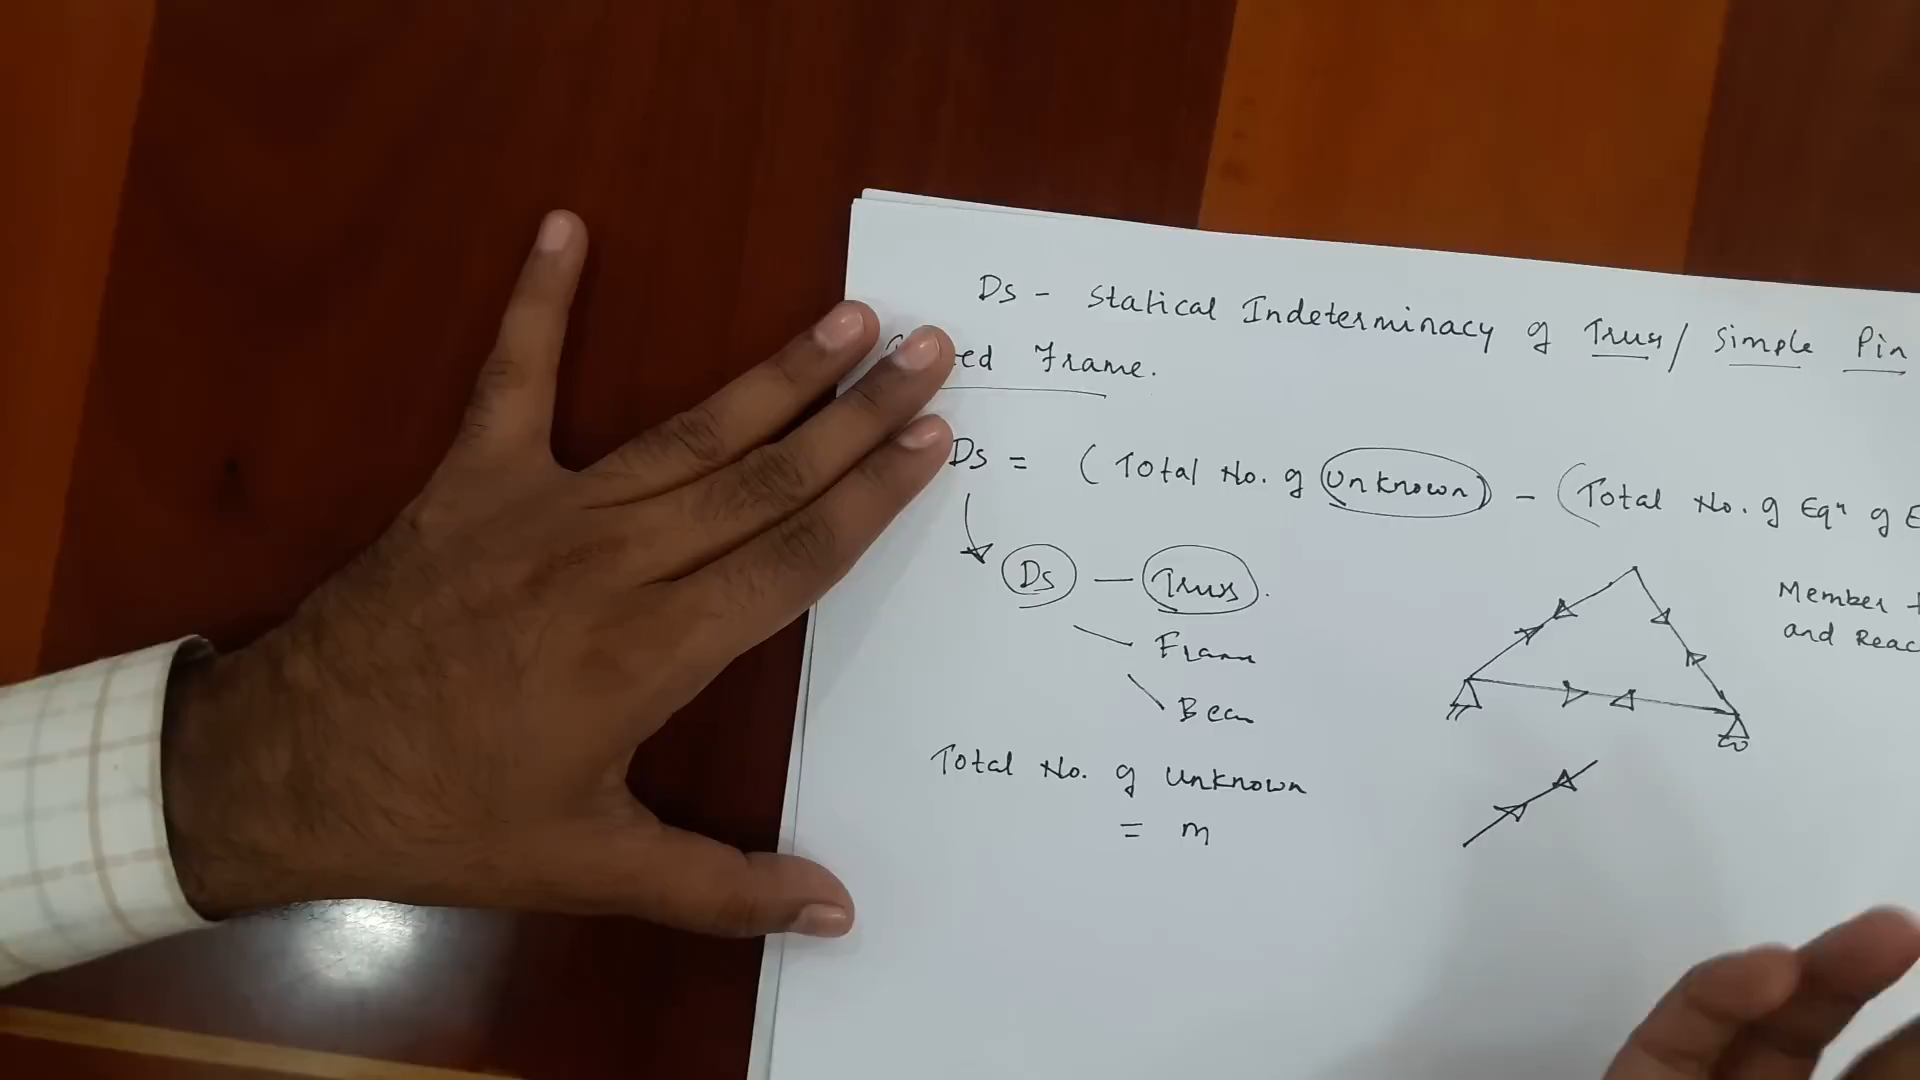 Ds - Statical Indeterminacy of Truss / Simple Pin
ed Frame.
Ds = (Total No. of Unknown) - (Total No. of Eqn of E
Ds - Truss.
Frame
Beam
Member
and Reac
Total No. of Unknown
= m